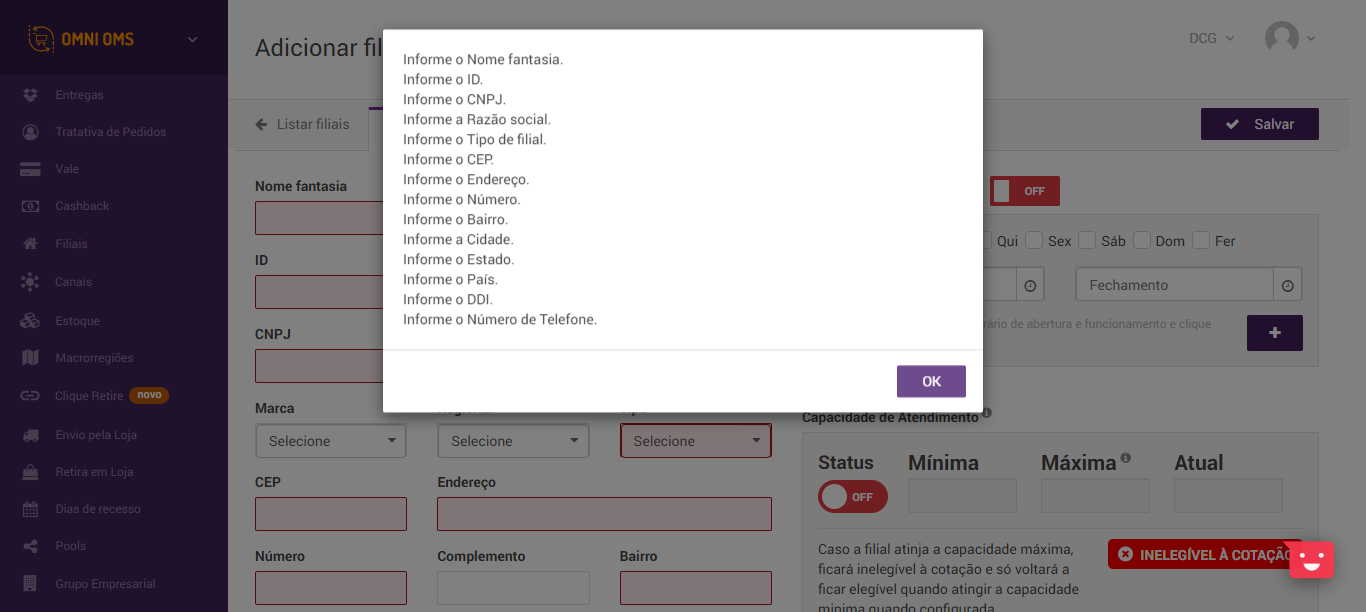 OMNI OMS
Entregas
Tratativa de Pedidos
Vale
Cashback
Filiais
Canais
Estoque
Macrorregiões
Clique Retire novo
Envio pela Loja
Retira em Loja
Dias de recesso
Pools
Grupo Empresarial
Adicionar fil
DCG
Listar filiais
Salvar
Informe o Nome fantasia.
Informe o ID.
Informe o CNPJ.
Informe a Razão social.
Informe o Tipo de filial.
Informe o CEP.
Informe o Endereço.
Informe o Número.
Informe o Bairro.
Informe a Cidade.
Informe o Estado.
Informe o País.
Informe o DDI.
Informe o Número de Telefone.
OK
Nome fantasia
ID
CNPJ
Marca
Selecione
Selecione
Selecione
CEP
Endereço
Número
Complemento
Bairro
OFF
Qui Sex Sáb Dom Fer
Fechamento
rário de abertura e funcionamento e clique
Capacidade de Atendimento
Status Mínima Máxima Atual
OFF
Caso a filial atinja a capacidade máxima,
ficará inelegível à cotação e só voltará a
ficar elegível quando atingir a capacidade
minima quando configurada
INELEGÍVEL À COTAÇÃO